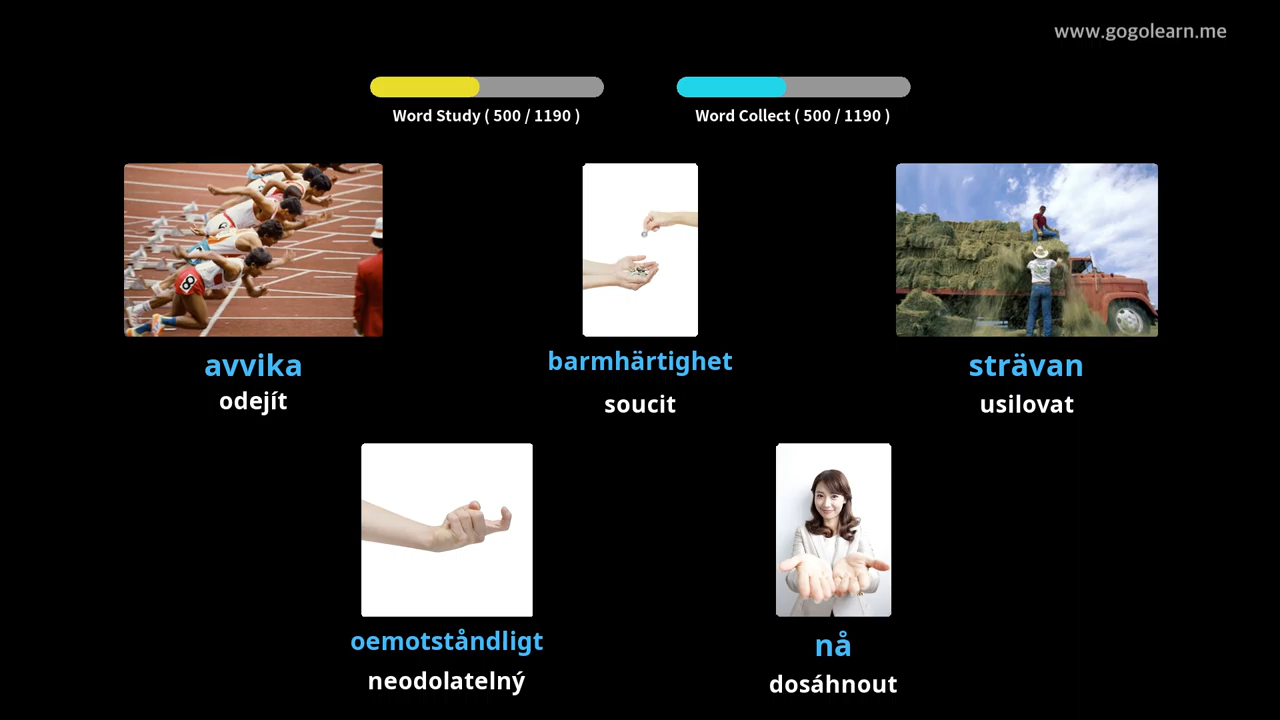 www.gogolearn.me
Word Study ( 500 / 1190 )
Word Collect ( 500 / 1190 )
avvika
odejít
barmhärtighet
soucit
strävan
usilovat
oemotståndligt
neodolatelný
nå
dosáhnout
8